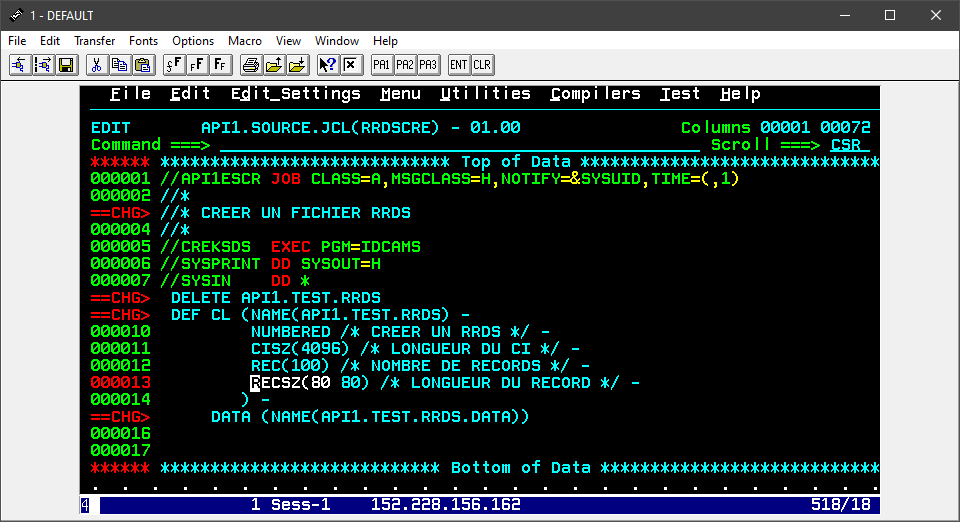 1 - DEFAULT
File Edit Transfer Fonts Options Macro View Window Help
PA1 PA2 PA3 ENT CLR
File Edit Edit_Settings Menu Utilities Compilers Test Help
EDIT API1.SOURCE.JCL(RRDSCRE) - 01.00 Columns 00001 00072
Command ===> Scroll ===> CSR
****** ***************************** Top of Data ******************************
000001 //API1ESCR JOB CLASS=A,MSGCLASS=H,NOTIFY=&SYSUID,TIME=(,1)
000002 //*
==CHG> //* CREER UN FICHIER RRDS
000004 //*
000005 //CREKSDS  EXEC PGM=IDCAMS
000006 //SYSPRINT DD SYSOUT=H
000007 //SYSIN    DD *
==CHG>  DELETE API1.TEST.RRDS
==CHG>  DEF CL (NAME(API1.TEST.RRDS) -
000010          NUMBERED /* CREER UN RRDS */ -
000011          CISZ(4096) /* LONGUEUR DU CI */ -
000012          REC(100) /* NOMBRE DE RECORDS */ -
000013          RECSZ(80 80) /* LONGUEUR DU RECORD */ -
000014         ) -
==CHG>      DATA (NAME(API1.TEST.RRDS.DATA))
000016
000017
****** **************************** Bottom of Data ****************************
. . . . . . . . . . . . . . . . . . . . . . . . . . . . . . . . . . . . . . . .
4 1 Sess-1 152.228.156.162 518/18